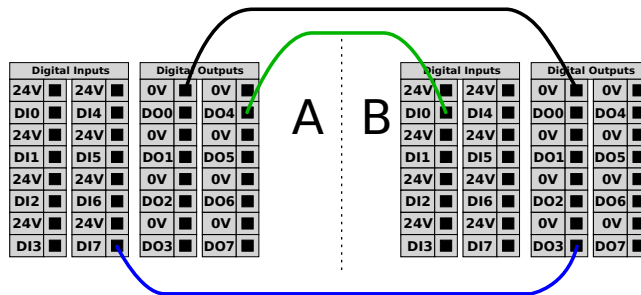 Digital Inputs Digital Outputs Digital Inputs Digital Outputs
24V 24V 0V 0V 24V 24V 0V 0V
DI0 DI4 DO0 DO4 A B DI0 DI4 DO0 DO4
24V 24V 0V 0V 24V 24V 0V 0V
DI1 DI5 DO1 DO5 DI1 DI5 DO1 DO5
24V 24V 0V 0V 24V 24V 0V 0V
DI2 DI6 DO2 DO6 DI2 DI6 DO2 DO6
24V 24V 0V 0V 24V 24V 0V 0V
DI3 DI7 DO3 DO7 DI3 DI7 DO3 DO7